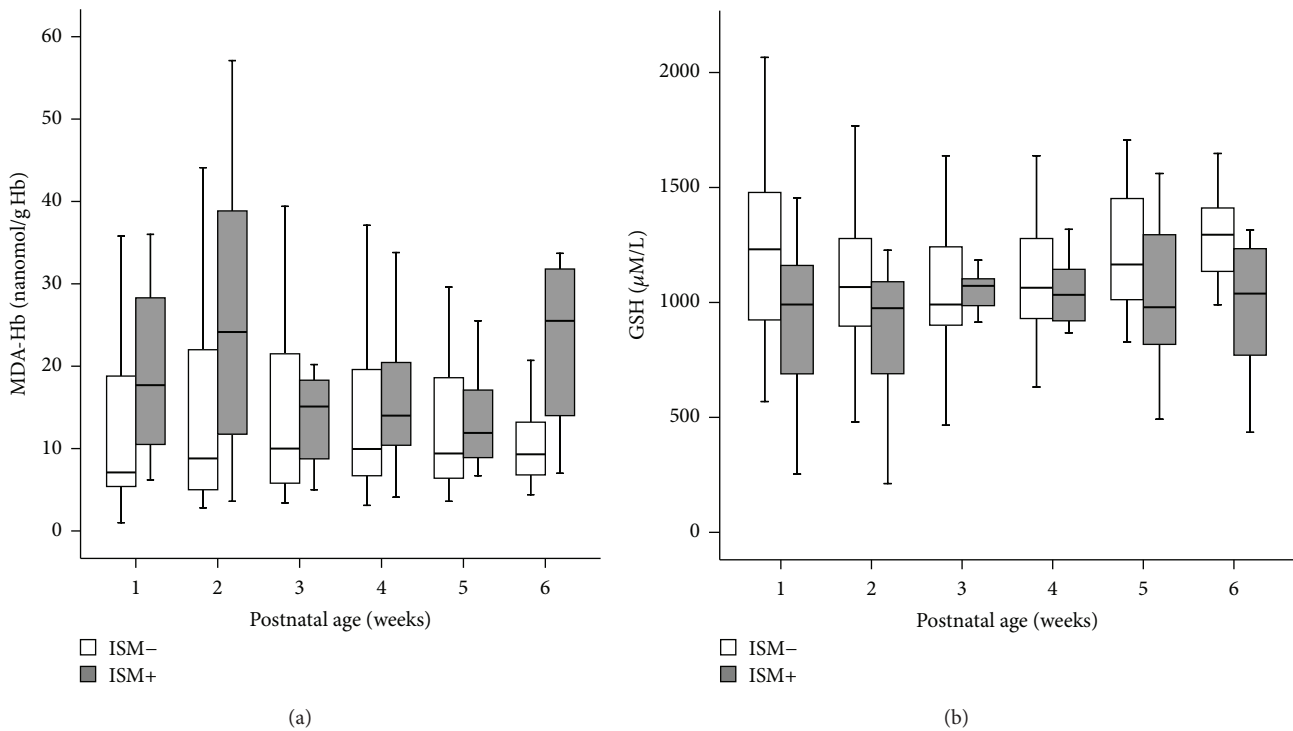 60
50
40
30
20
10
0
MDA-Hb (nanomol/g Hb)
1 2 3 4 5 6
Postnatal age (weeks)
ISM−
ISM+
(a)
2000
1500
1000
500
0
GSH (μM/L)
1 2 3 4 5 6
Postnatal age (weeks)
ISM−
ISM+
(b)